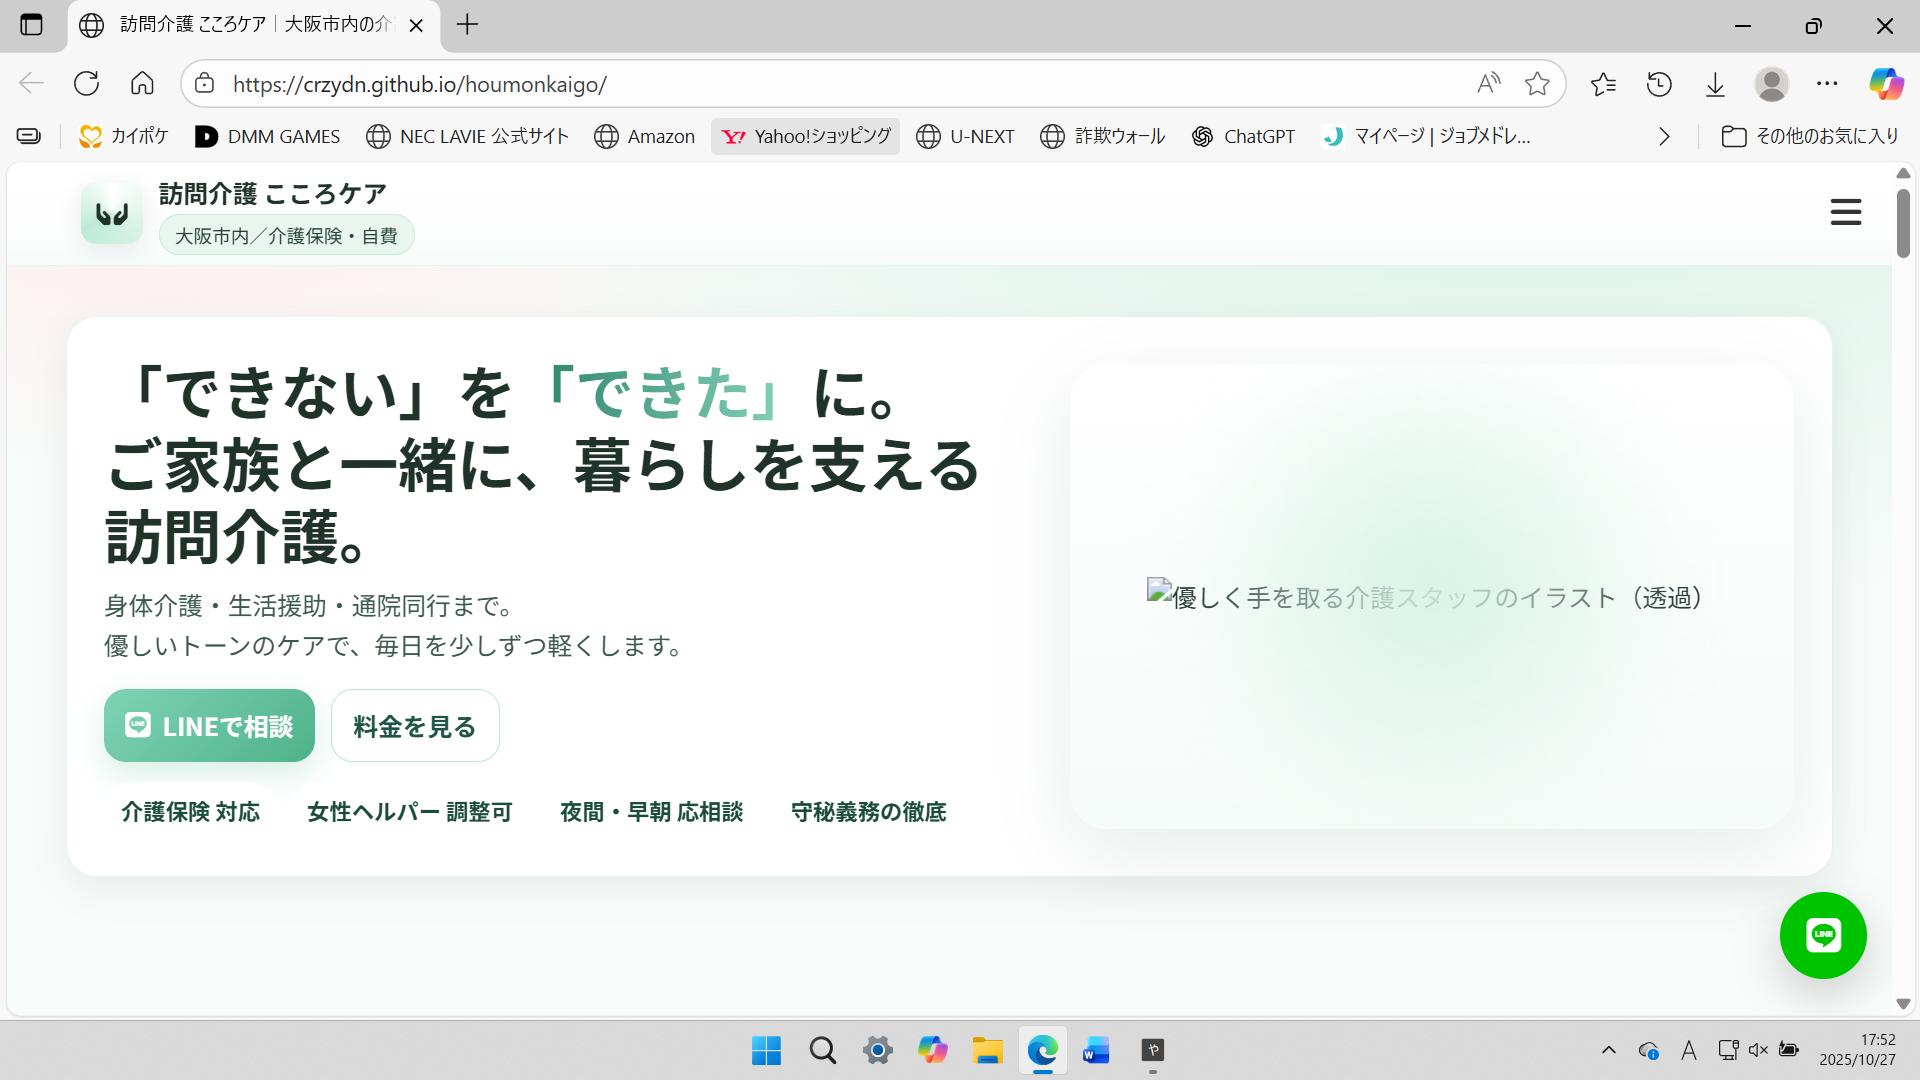 訪問介護 こころケア｜大阪市内の介
https://crzydn.github.io/houmonkaigo/
カイポケ
DMM GAMES
NEC LAVIE 公式サイト
Amazon
Yahoo!ショッピング
U-NEXT
詐欺ウォール
ChatGPT
マイページ | ジョブメドレ...
その他のお気に入り
訪問介護 こころケア
大阪市内／介護保険・自費
「できない」を「できた」に。
ご家族と一緒に、暮らしを支える
訪問介護。
身体介護・生活援助・通院同行まで。
優しいトーンのケアで、毎日を少しずつ軽くします。
LINE LINEで相談
料金を見る
介護保険 対応
女性ヘルパー 調整可
夜間・早朝 応相談
守秘義務の徹底
優しく手を取る介護スタッフのイラスト（透過）
LINE
や
A
17:52
2025/10/27